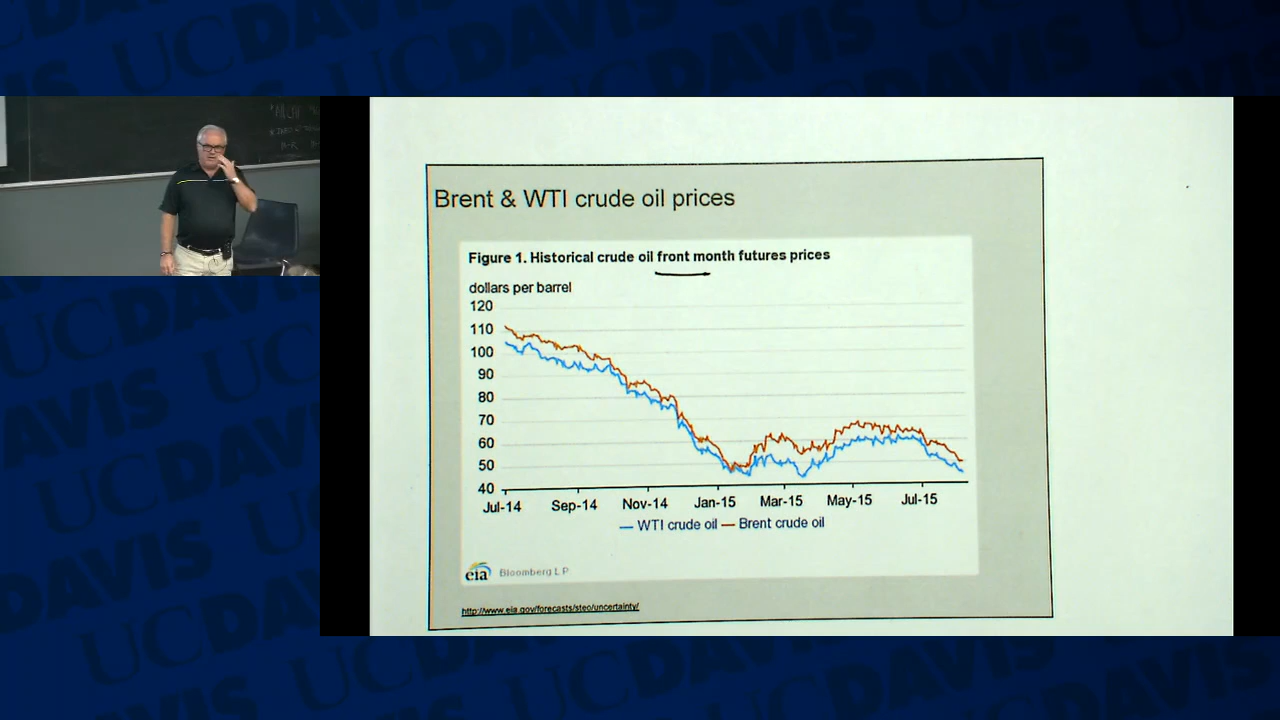 UCDAVIS
Brent & WTI crude oil prices
Figure 1. Historical crude oil front month futures prices
dollars per barrel
120
110
100
90
80
70
60
50
40
Jul-14 Sep-14 Nov-14 Jan-15 Mar-15 May-15 Jul-15
WTI crude oil Brent crude oil
eia Bloomberg L.P.
http://www.eia.gov/forecasts/steo/uncertainty/